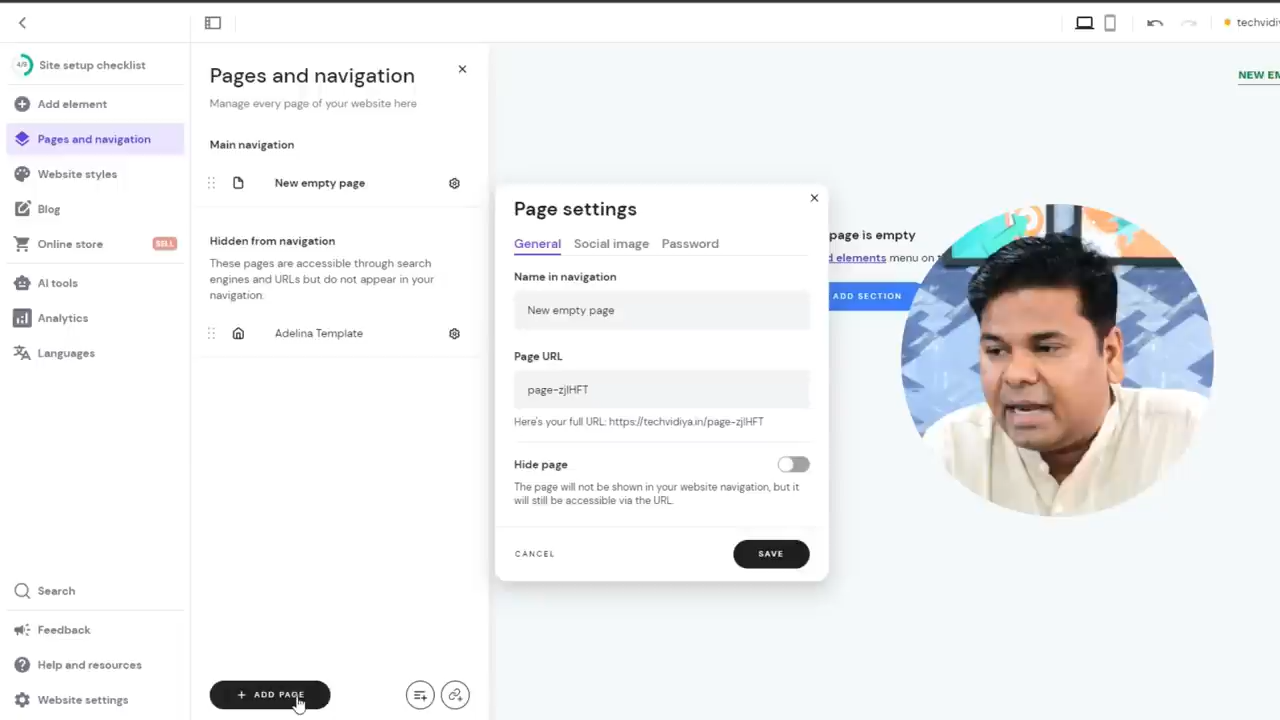 techvidiy
4/9
Site setup checklist
Add element
Pages and navigation
Website styles
Blog
Online store
SELL
AI tools
Analytics
Languages
Search
Feedback
Help and resources
Website settings
Pages and navigation
Manage every page of your website here
Main navigation
New empty page
Hidden from navigation
These pages are accessible through search
engines and URLs but do not appear in your
navigation.
Adelina Template
+ ADD PAGE
Page settings
General Social image Password
Name in navigation
New empty page
Page URL
page-zjlHFT
Here's your full URL: https://techvidiya.in/page-zjlHFT
Hide page
The page will not be shown in your website navigation, but it
will still be accessible via the URL.
CANCEL
SAVE
NEW EM
page is empty
d elements menu on t
ADD SECTION